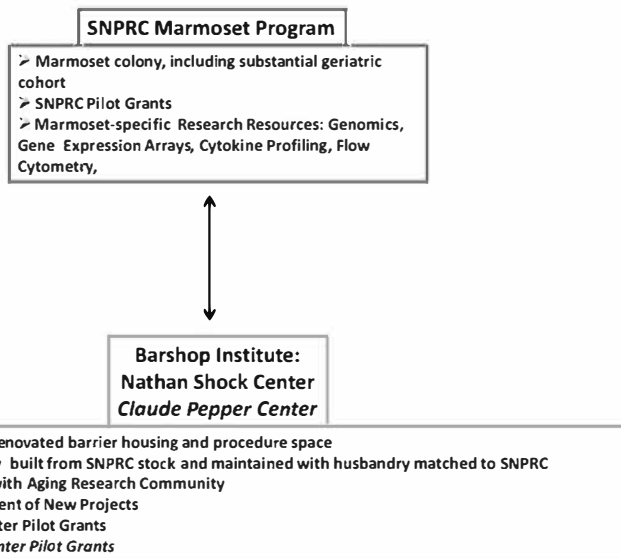 SNPRC Marmoset Program
➢ Marmoset colony, including substantial geriatric
cohort
➢ SNPRC Pilot Grants
➢ Marmoset-specific Research Resources: Genomics,
Gene Expression Arrays, Cytokine Profiling, Flow
Cytometry,
Barshop Institute:
Nathan Shock Center
Claude Pepper Center
enovated barrier housing and procedure space
built from SNPRC stock and maintained with husbandry matched to SNPRC
with Aging Research Community
ent of New Projects
ter Pilot Grants
nter Pilot Grants